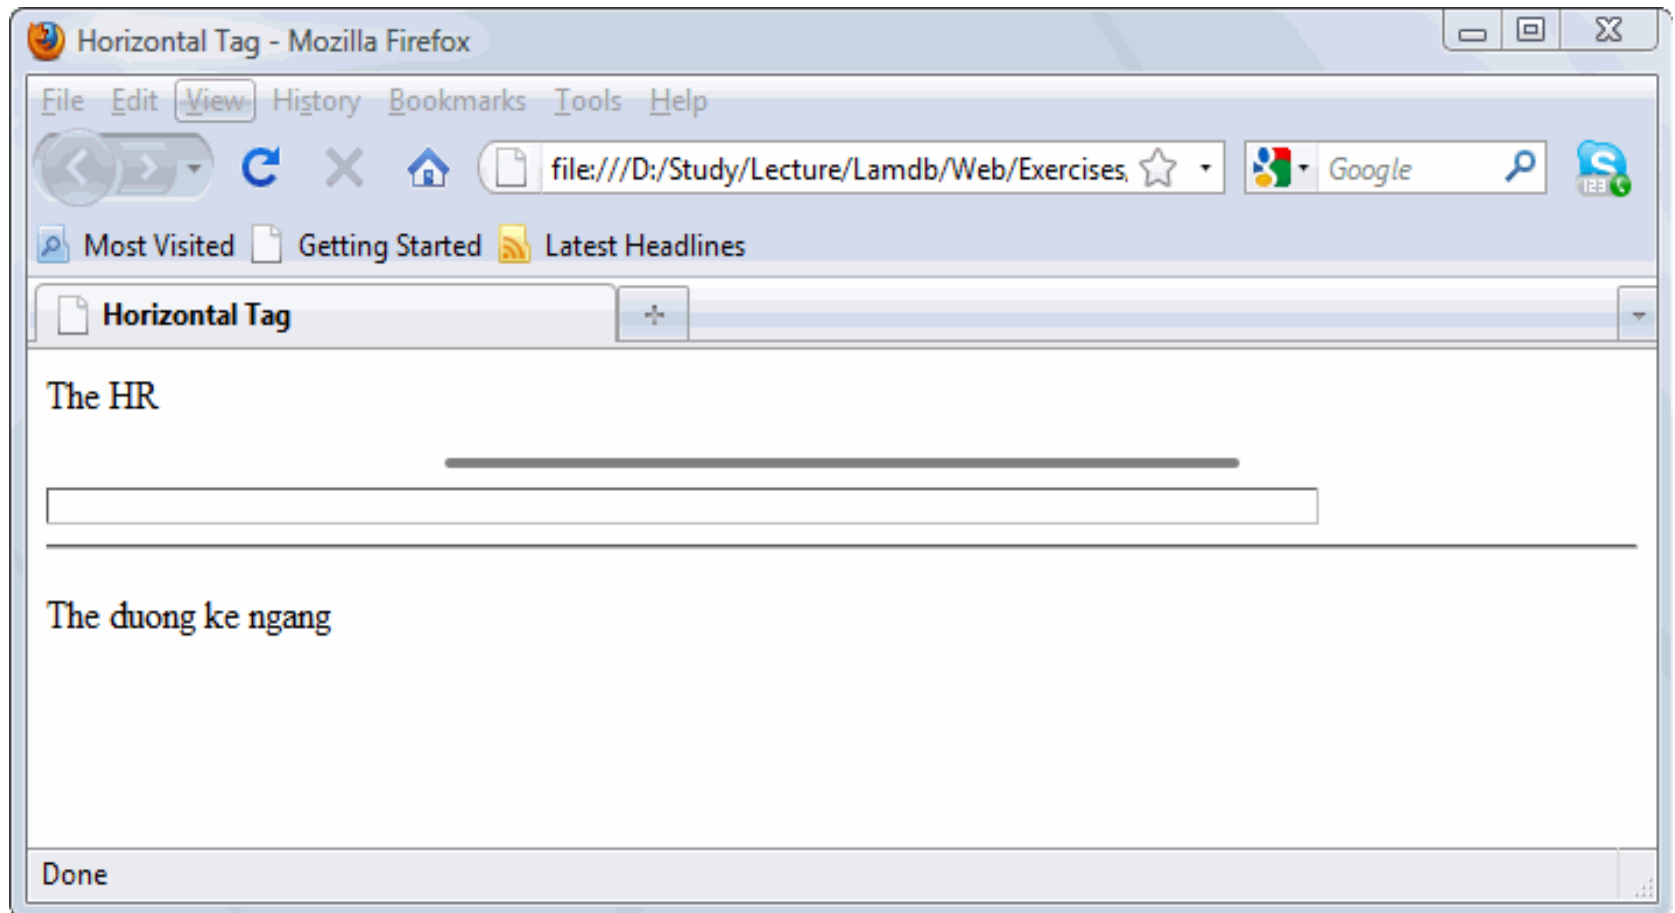 Horizontal Tag - Mozilla Firefox
File Edit View History Bookmarks Tools Help
file:///D:/Study/Lecture/Lamdb/Web/Exercises, Google 123
Most Visited Getting Started Latest Headlines
Horizontal Tag
The HR
The duong ke ngang
Done